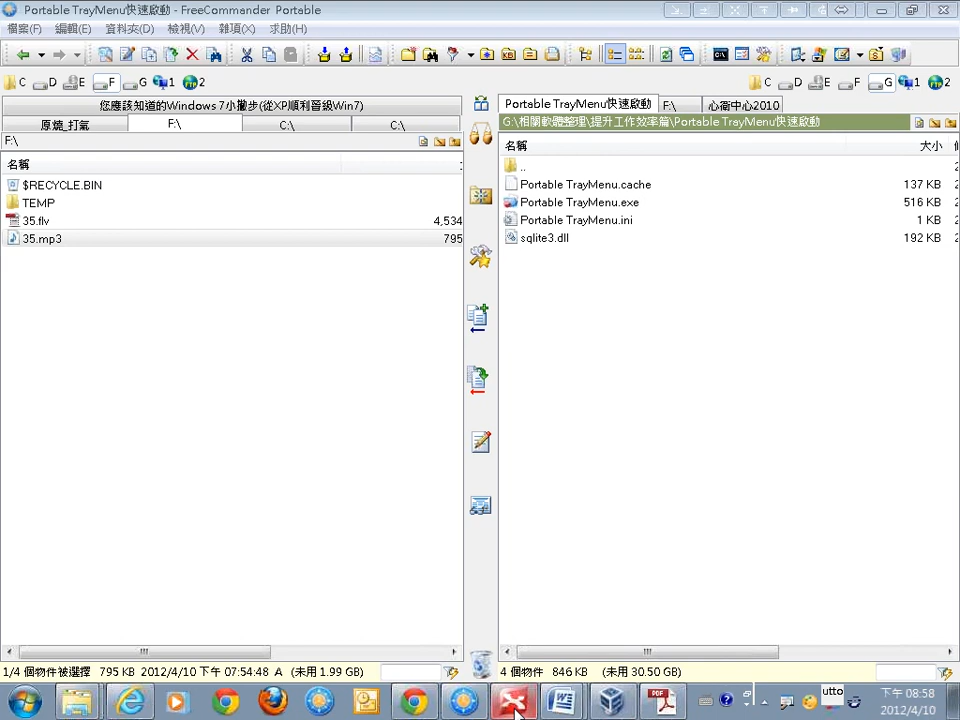 Portable TrayMenu快速啟動 - FreeCommander Portable
檔案(F) 編輯(E) 資料夾(D) 檢視(V) 雜項(X) 求助(H)
C D E F G 1 2
C D E F G 1 2
您應該知道的Windows 7小撇步(從XP順利晉級Win7)
原燒_打氣 F:\ C:\ C:\
F:\
名稱
$RECYCLE.BIN
TEMP
35.flv 4,534
35.mp3 795
1/4 個物件被選擇 795 KB 2012/4/10 下午 07:54:48 A (未用 1.99 GB)
Portable TrayMenu快速啟動 F:\ 心衛中心2010
G:\相關軟體整理\提升工作效率篇\Portable TrayMenu快速啟動
名稱 大小
..
Portable TrayMenu.cache 137 KB
Portable TrayMenu.exe 516 KB
Portable TrayMenu.ini 1 KB
sqlite3.dll 192 KB
4 個物件 846 KB (未用 30.50 GB)
utto
下午 08:58
2012/4/10